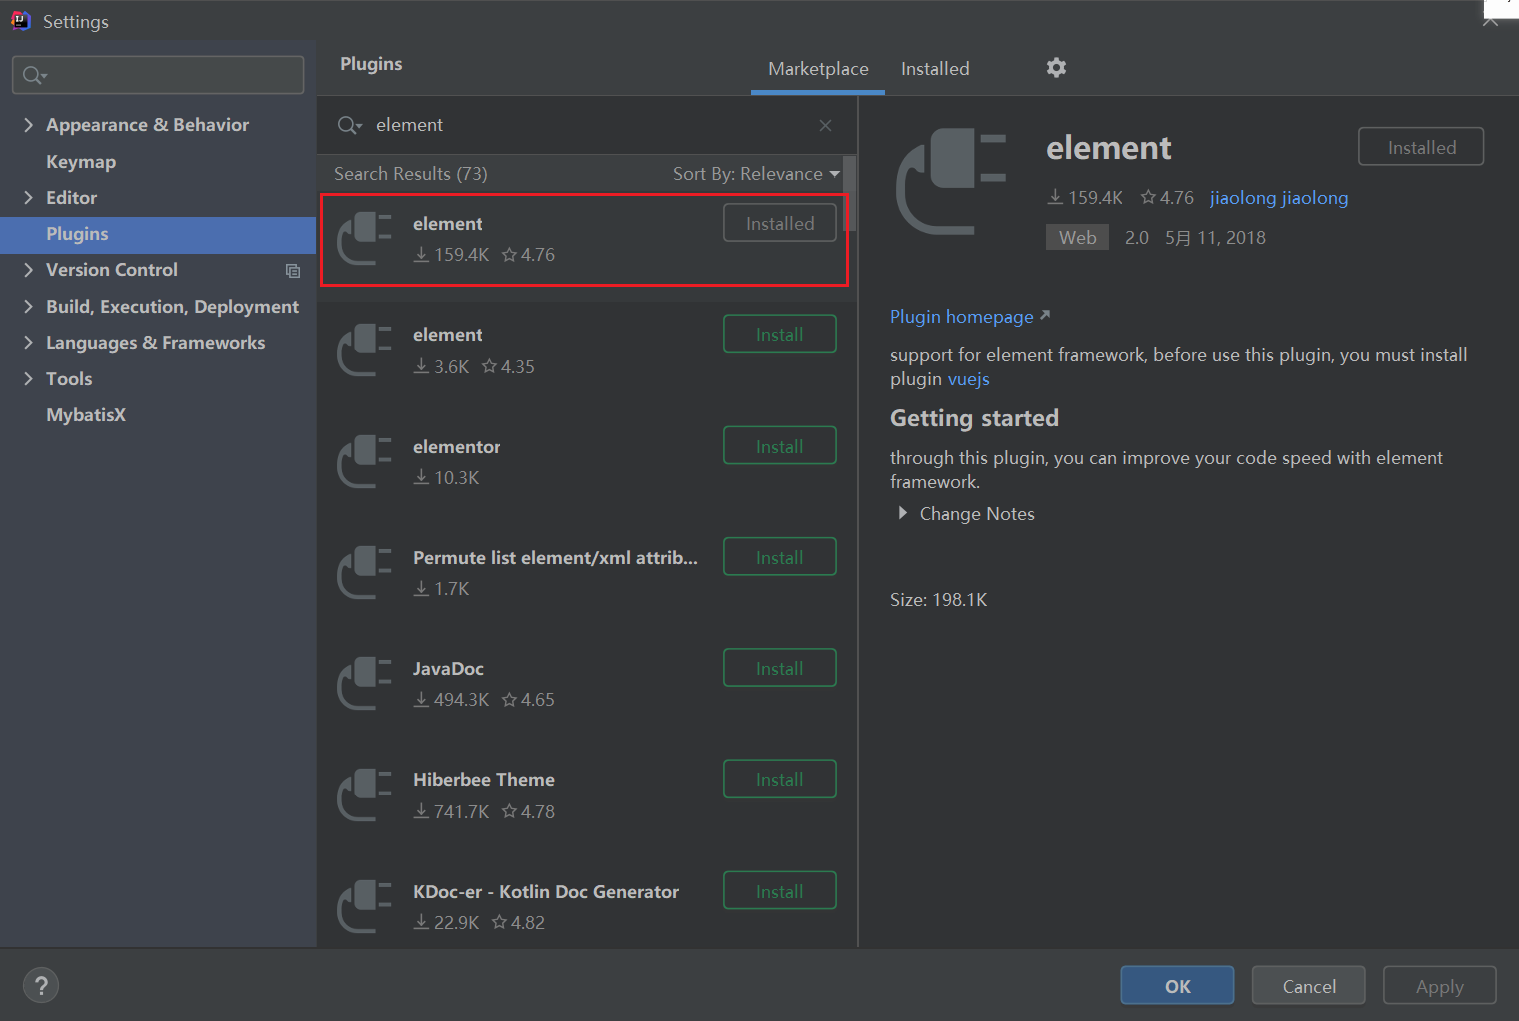 Settings
Appearance & Behavior
Keymap
Editor
Plugins
Version Control
Build, Execution, Deployment
Languages & Frameworks
Tools
MybatisX
Plugins
Marketplace
Installed
element
Search Results (73)
Sort By: Relevance
element
Installed
159.4K
4.76
element
Install
3.6K
4.35
elementor
Install
10.3K
Permute list element/xml attrib...
Install
1.7K
JavaDoc
Install
494.3K
4.65
Hiberbee Theme
Install
741.7K
4.78
KDoc-er - Kotlin Doc Generator
Install
22.9K
4.82
element
Installed
159.4K
4.76
jiaolong jiaolong
Web
2.0
5月 11, 2018
Plugin homepage
support for element framework, before use this plugin, you must install
plugin vuejs
Getting started
through this plugin, you can improve your code speed with element
framework.
Change Notes
Size: 198.1K
?
OK
Cancel
Apply